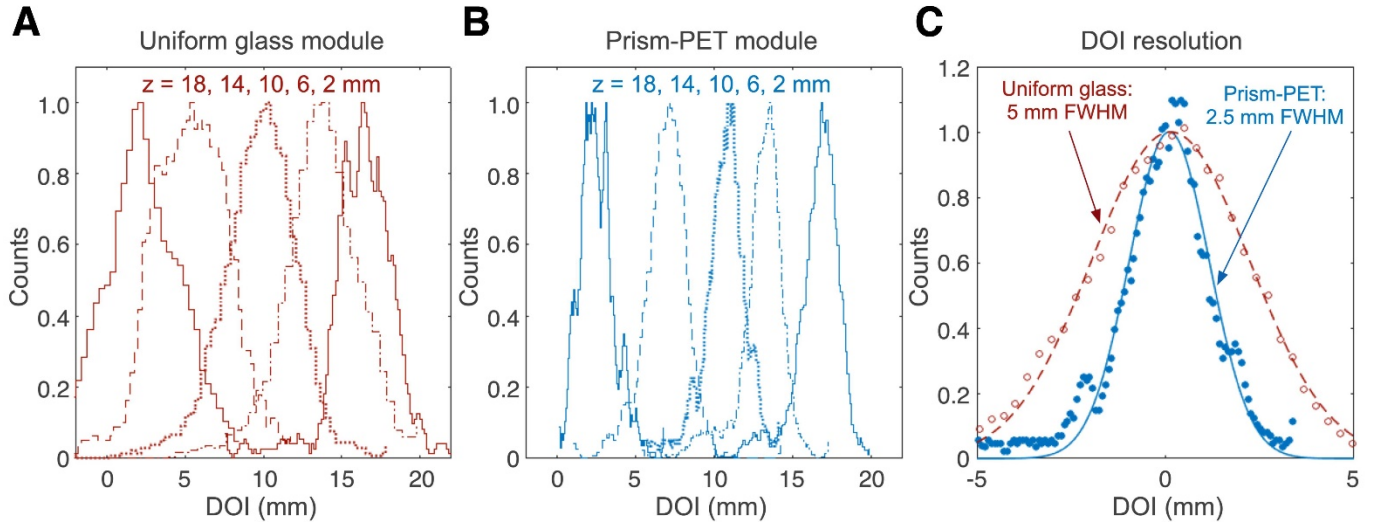 A
Uniform glass module
z = 18, 14, 10, 6, 2 mm
Counts
1.0
0.8
0.6
0.4
0.2
0
0
5
10
15
20
DOI (mm)
B
Prism-PET module
z = 18, 14, 10, 6, 2 mm
Counts
1.0
0.8
0.6
0.4
0.2
0
0
5
10
15
20
DOI (mm)
C
DOI resolution
Uniform glass:
5 mm FWHM
Prism-PET:
2.5 mm FWHM
Counts
1.2
1.0
0.8
0.6
0.4
0.2
0
-5
0
5
DOI (mm)